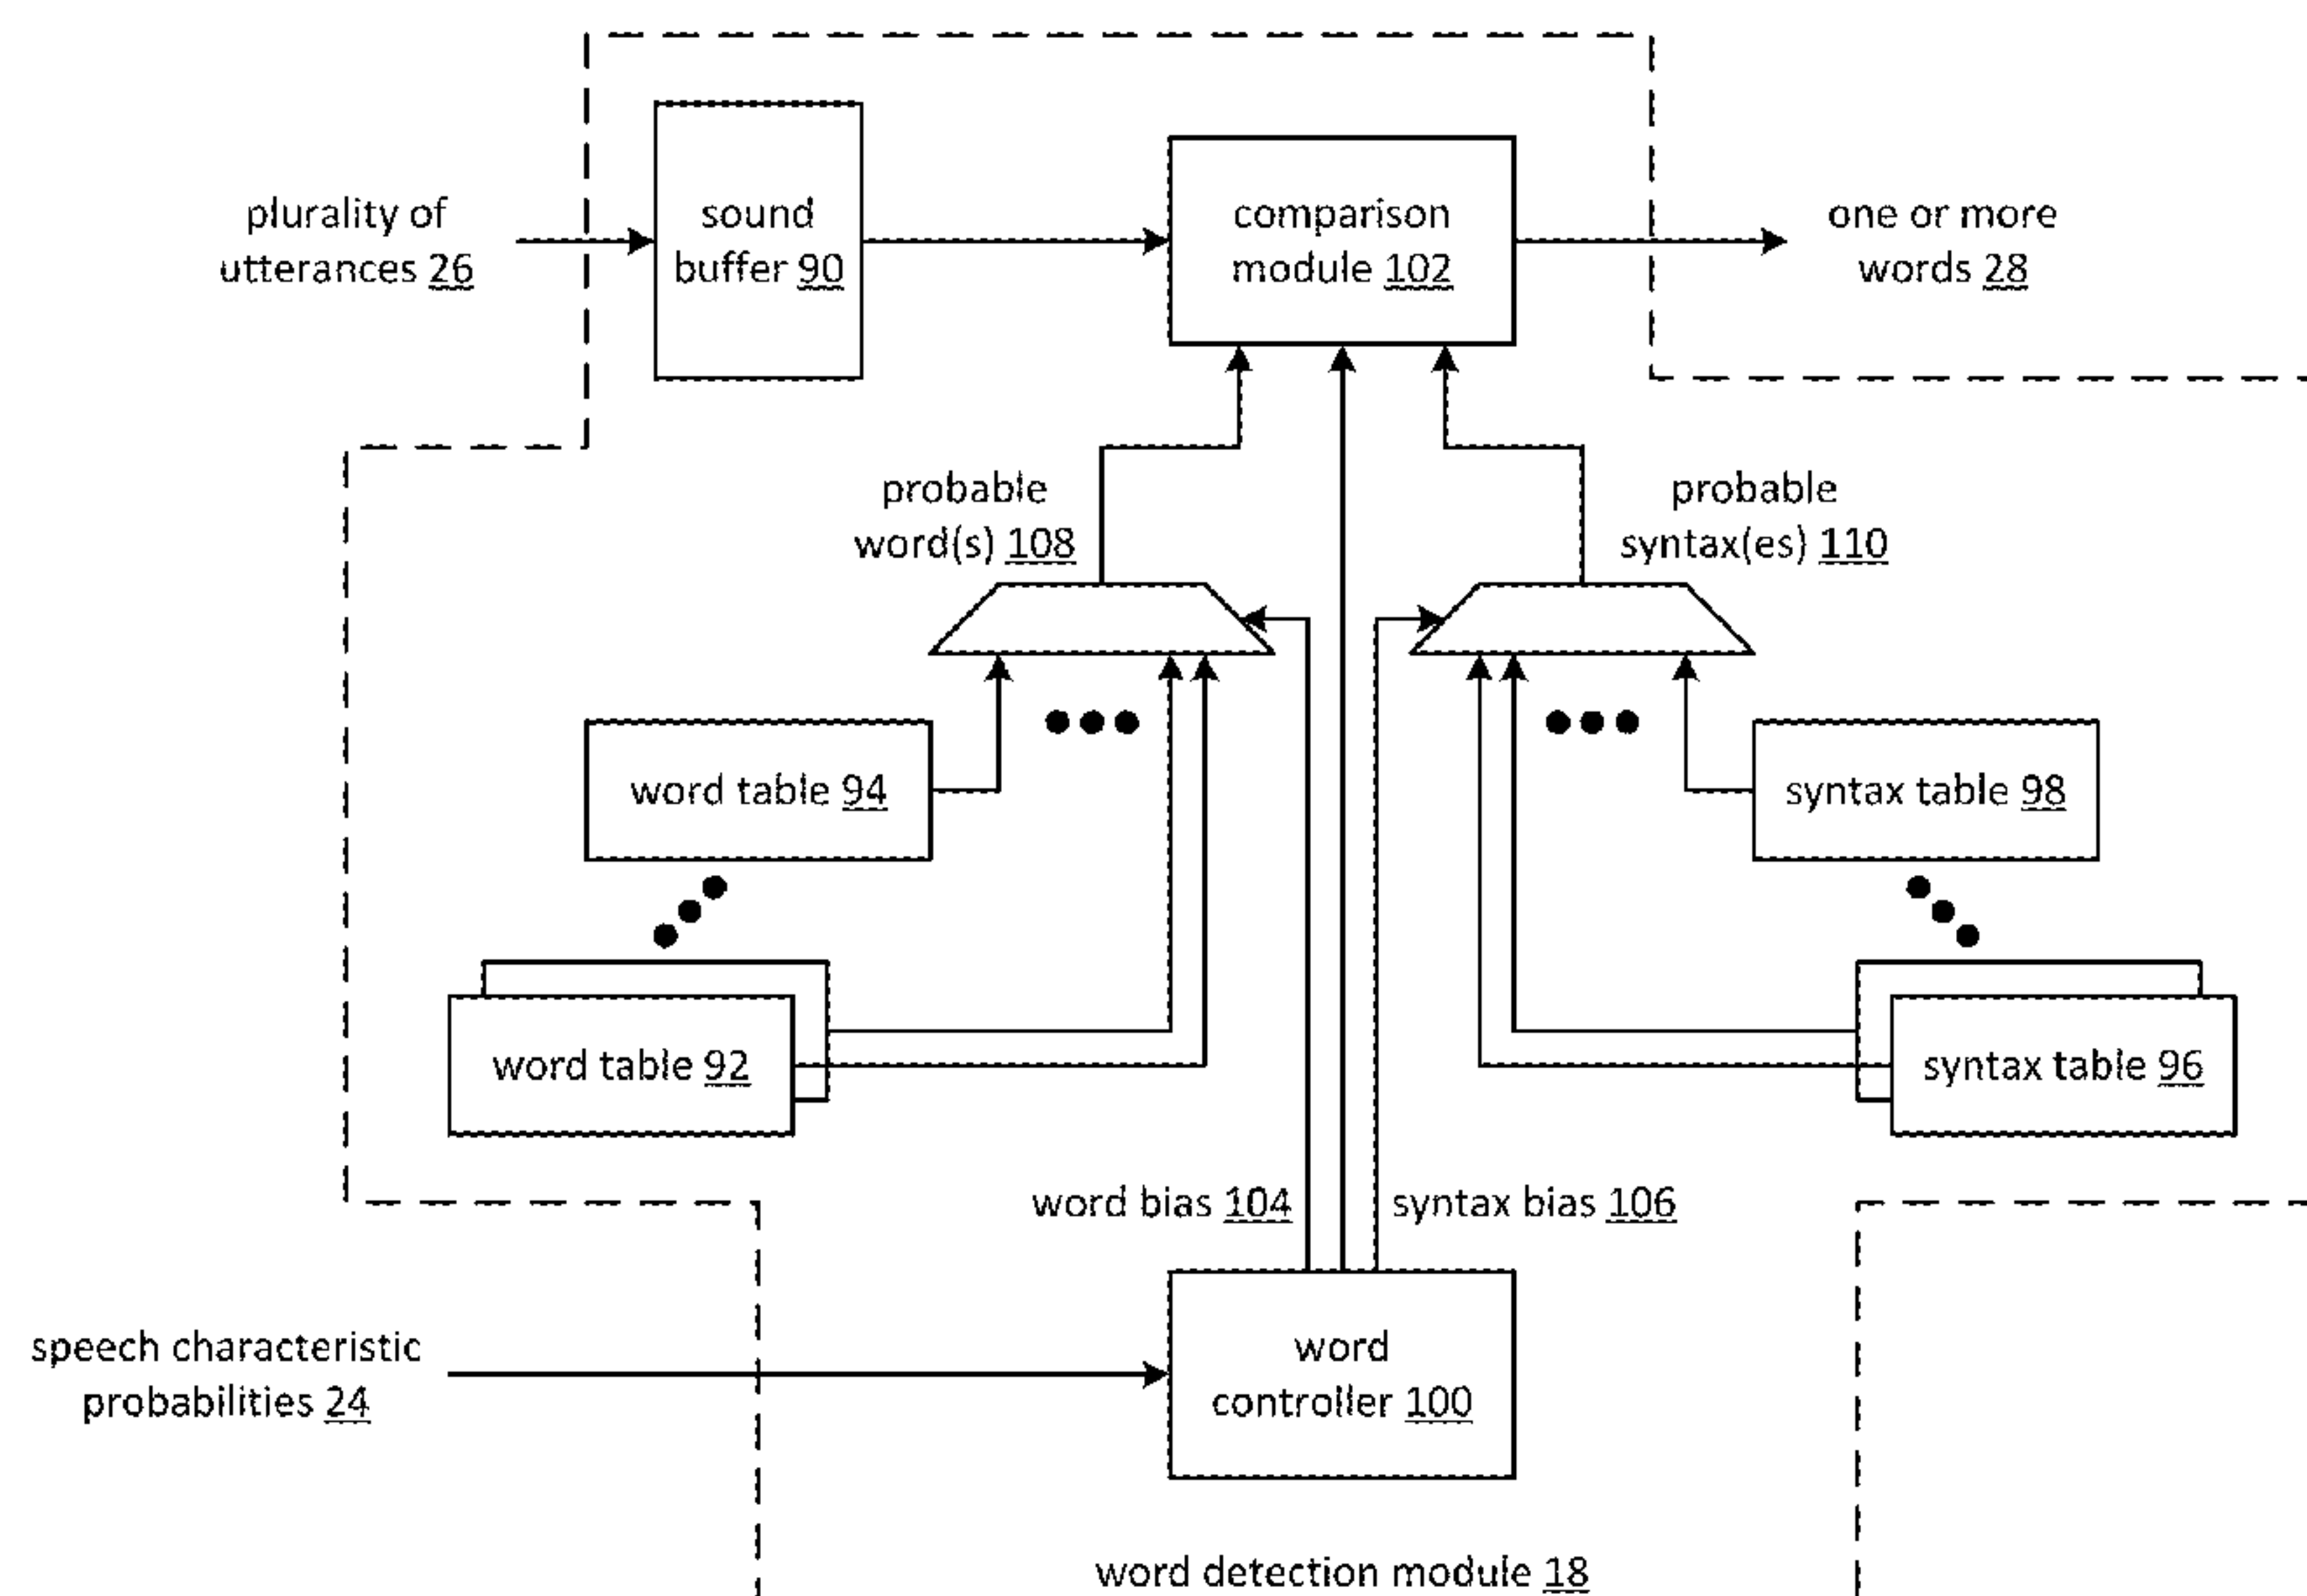 plurality of
utterances 26
sound
buffer 90
comparison
module 102
one or more
words 28
probable
word(s) 108
probable
syntax(es) 110
word table 94
syntax table 98
word table 92
syntax table 96
word bias 104
syntax bias 106
speech characteristic
probabilities 24
word
controller 100
word detection module 18